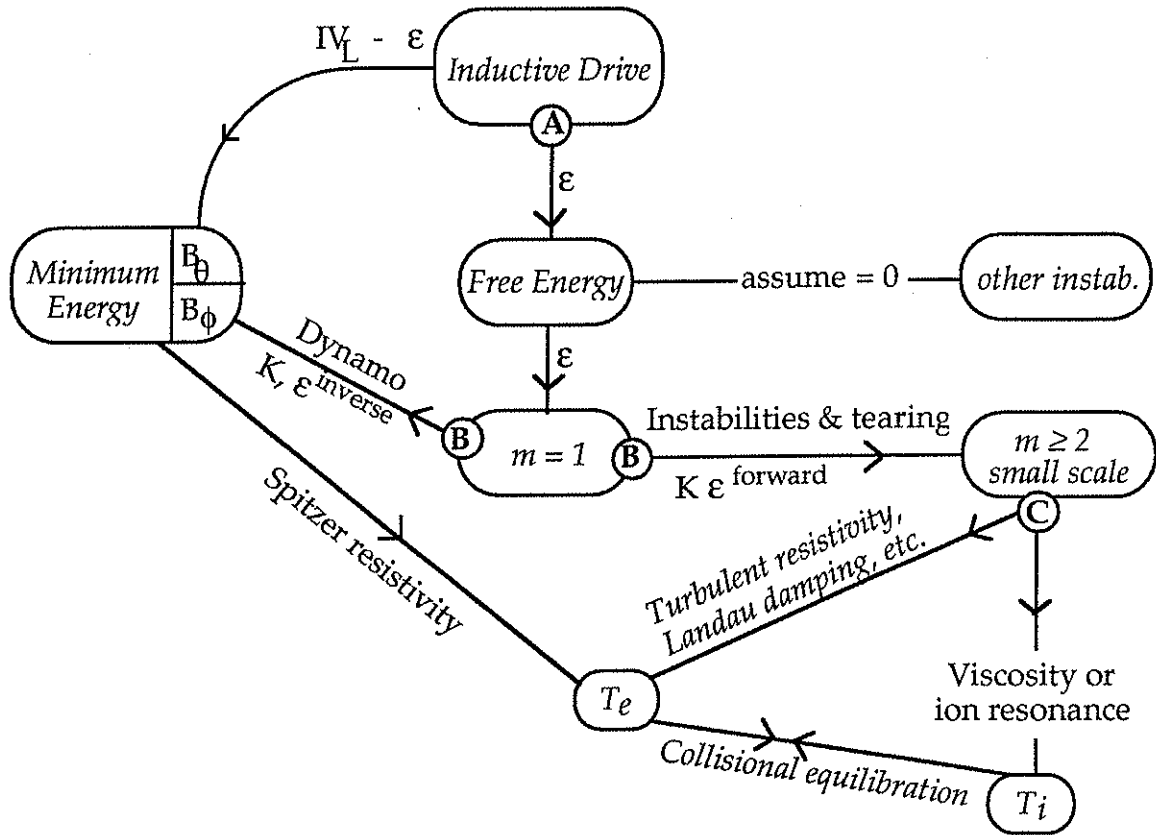 IV_L - ε
Inductive Drive
A
ε
Minimum
Energy
B_θ
B_ϕ
Free Energy
assume = 0
other instab.
ε
Dynamo
K, ε^inverse
B
m = 1
B
Instabilities & tearing
K ε^forward
m ≥ 2
small scale
C
Spitzer resistivity
Turbulent resistivity,
Landau damping, etc.
Viscosity or
ion resonance
T_e
Collisional equilibration
T_i